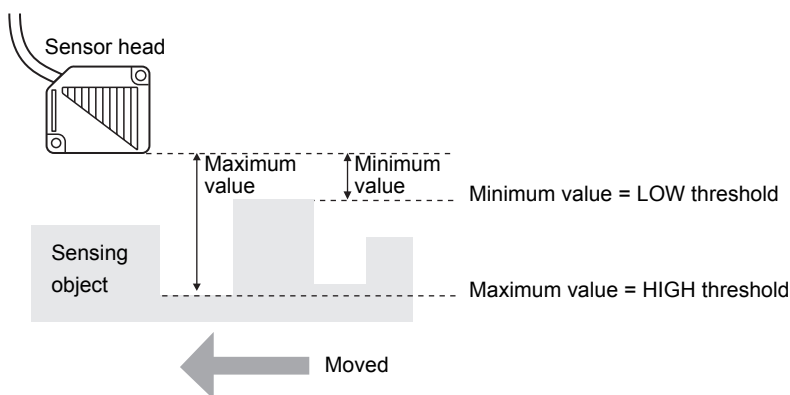 Sensor head
Maximum
value
Minimum
value
Minimum value = LOW threshold
Sensing
object
Maximum value = HIGH threshold
Moved